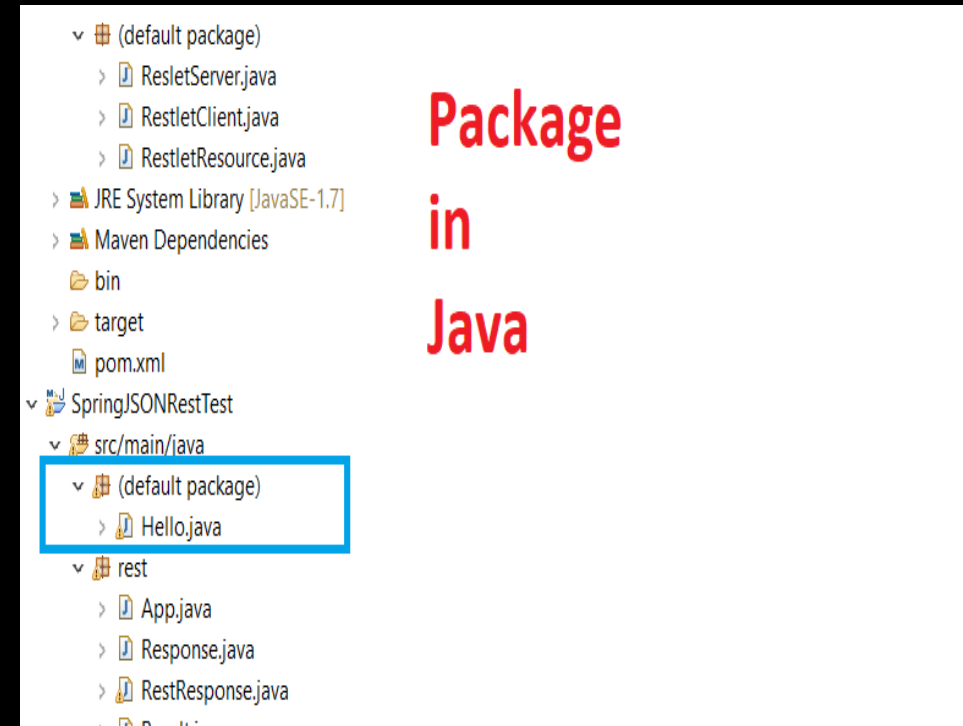 (default package)
ResletServer.java
RestletClient.java
RestletResource.java
JRE System Library [JavaSE-1.7]
Maven Dependencies
bin
target
pom.xml
SpringJSONRestTest
src/main/java
(default package)
Hello.java
rest
App.java
Response.java
RestResponse.java
Package
in
Java